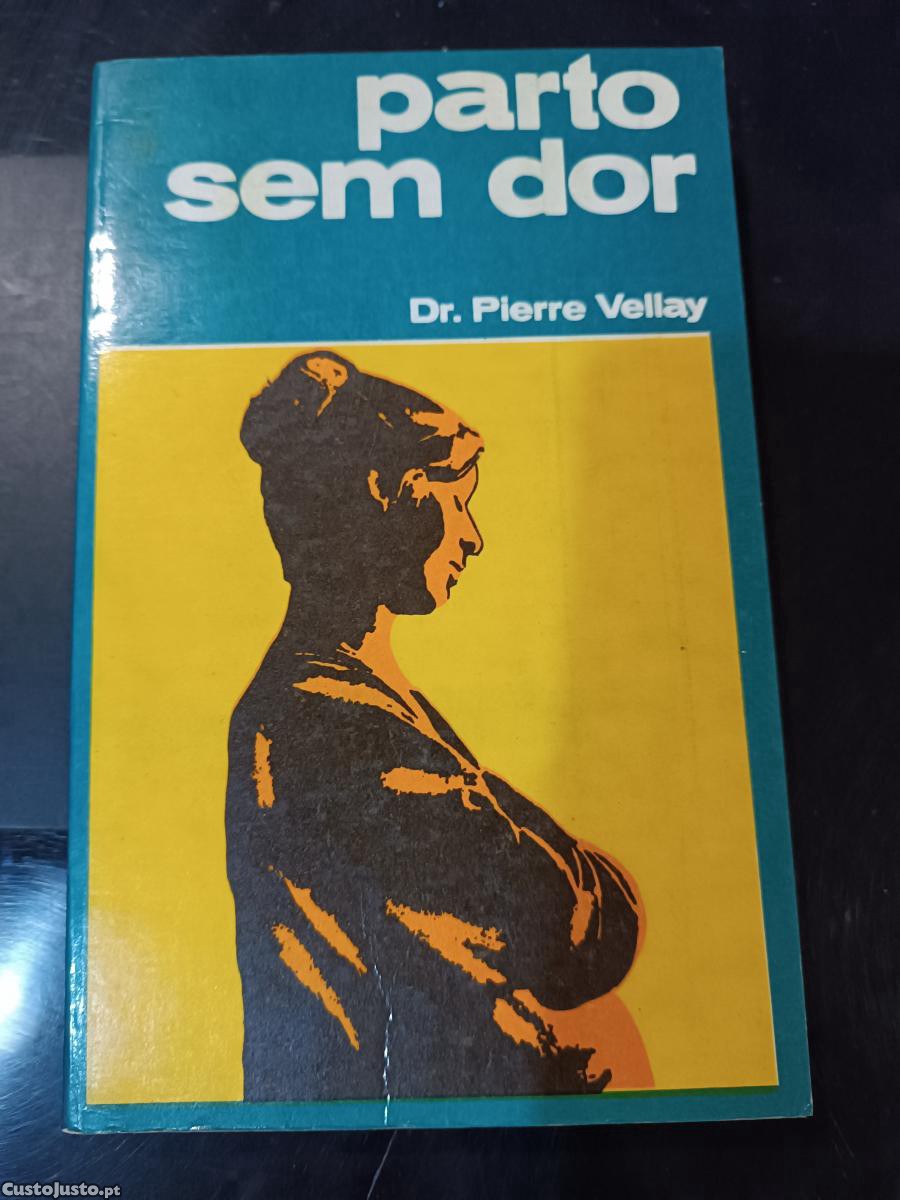 parto
sem dor
Dr. Pierre Vellay
CustoJusto.pt